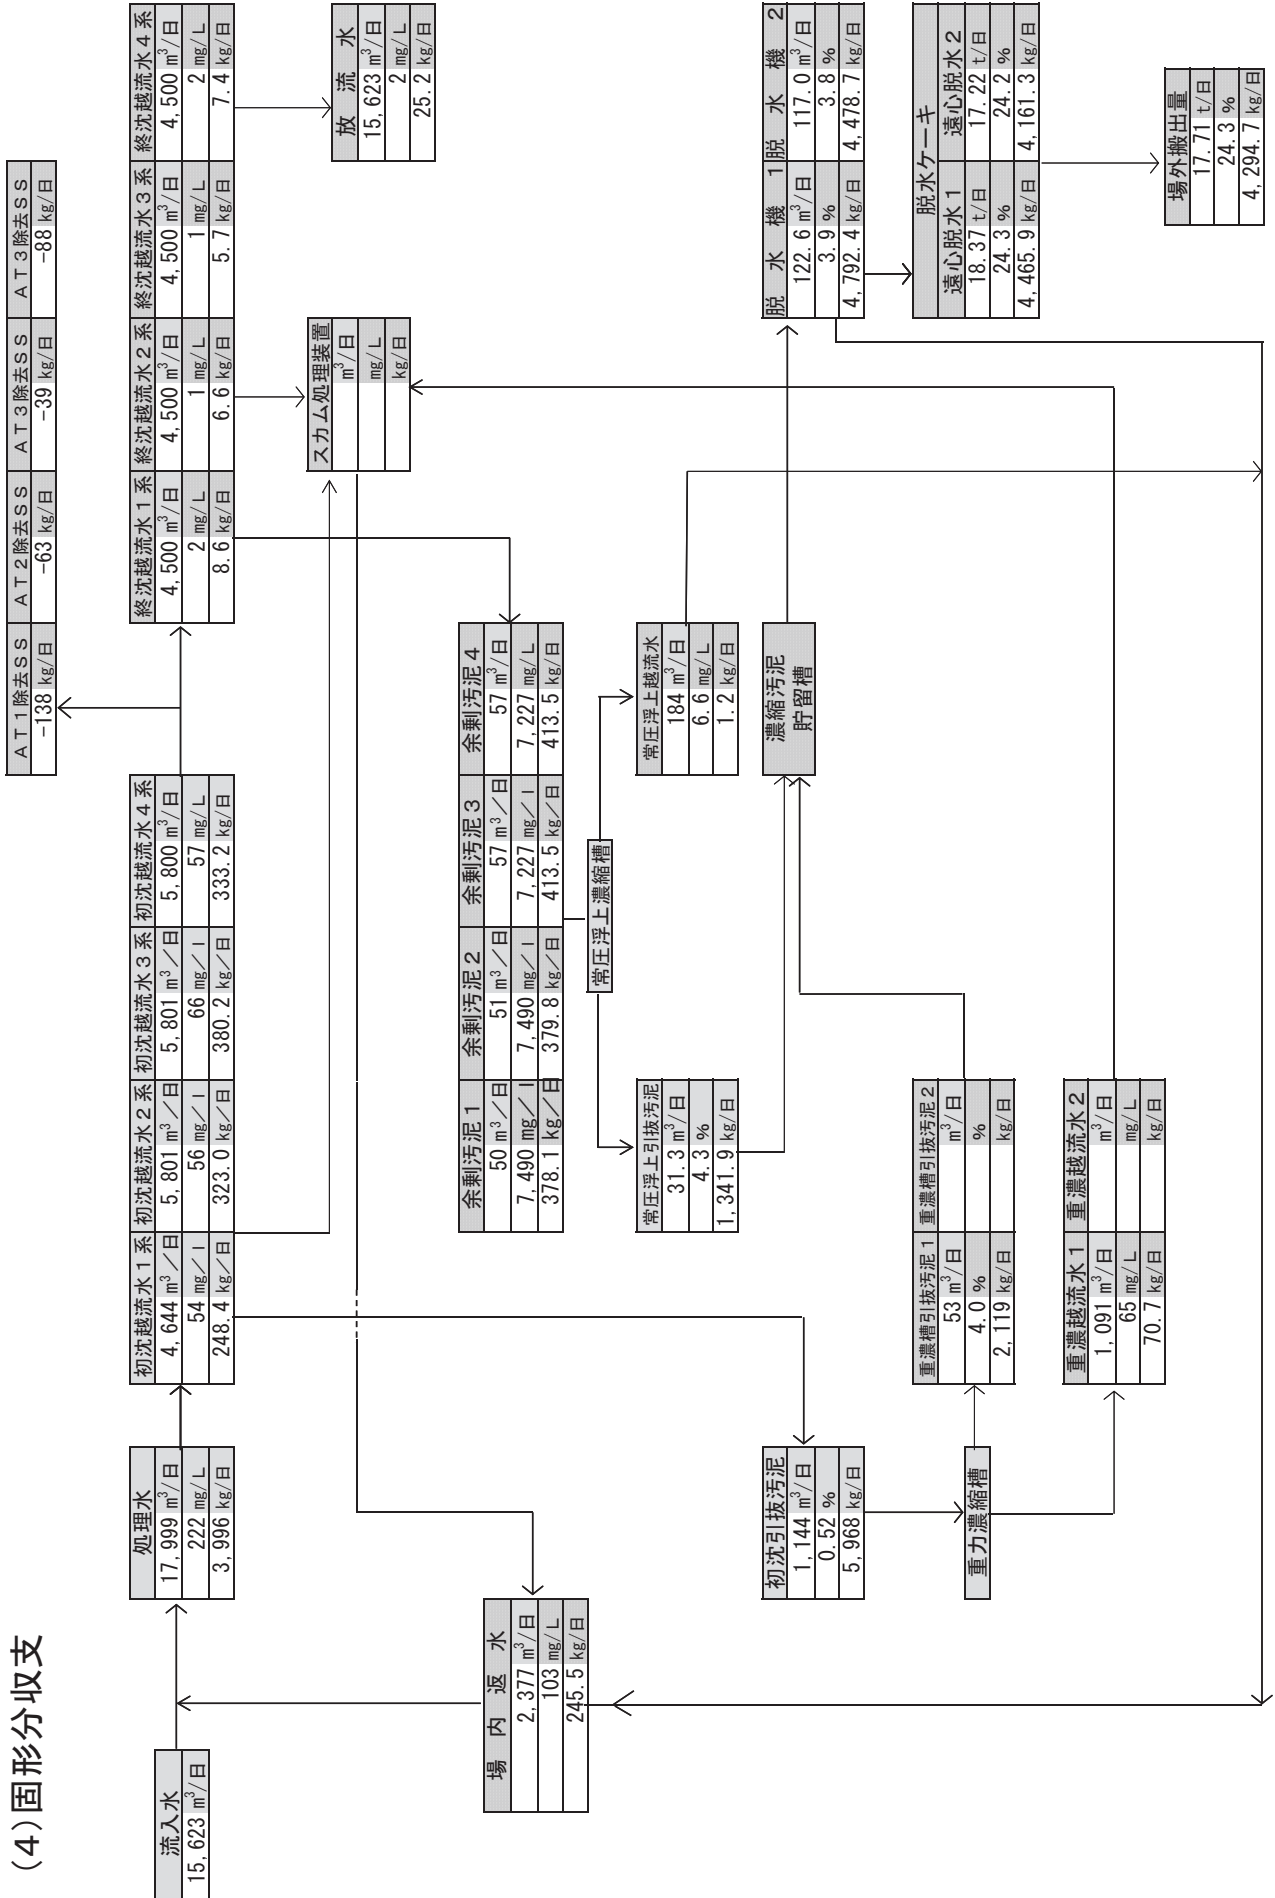 (4)固形分収支
流入水
15,623 m³/日
処理水
17,999 m³/日
222 mg/L
3,996 kg/日
初沈越流水1系 初沈越流水2系 初沈越流水3系 初沈越流水4系
4,644 m³/日 5,801 m³/日 5,801 m³/日 5,800 m³/日
54 mg/l 56 mg/l 66 mg/l 57 mg/L
248.4 kg/日 323.0 kg/日 380.2 kg/日 333.2 kg/日
AT1除去SS AT2除去SS AT3除去SS AT3除去SS
-138 kg/日 -63 kg/日 -39 kg/日 -88 kg/日
終沈越流水1系 終沈越流水2系 終沈越流水3系 終沈越流水4系
4,500 m³/日 4,500 m³/日 4,500 m³/日 4,500 m³/日
2 mg/L 1 mg/L 1 mg/L 2 mg/L
8.6 kg/日 6.6 kg/日 5.7 kg/日 7.4 kg/日
放流水
15,623 m³/日
2 mg/L
25.2 kg/日
スカム処理装置
m³/日
mg/L
kg/日
場内返水
2,377 m³/日
103 mg/L
245.5 kg/日
余剰汚泥1 余剰汚泥2 余剰汚泥3 余剰汚泥4
50 m³/日 51 m³/日 57 m³/日 57 m³/日
7,490 mg/l 7,490 mg/l 7,227 mg/l 7,227 mg/L
378.1 kg/日 379.8 kg/日 413.5 kg/日 413.5 kg/日
常圧浮上濃縮槽
常圧浮上引抜汚泥
31.3 m³/日
4.3 %
1,341.9 kg/日
常圧浮上越流水
184 m³/日
6.6 mg/L
1.2 kg/日
初沈引抜汚泥
1,144 m³/日
0.52 %
5,968 kg/日
濃縮汚泥
貯留槽
脱水機1 脱水機2
122.6 m³/日 117.0 m³/日
3.9 % 3.8 %
4,792.4 kg/日 4,478.7 kg/日
重力濃縮槽
重濃槽引抜汚泥1 重濃槽引抜汚泥2
53 m³/日 m³/日
4.0 % %
2,119 kg/日 kg/日
脱水ケーキ
遠心脱水1 遠心脱水2
18.37 t/日 17.22 t/日
24.3 % 24.2 %
4,465.9 kg/日 4,161.3 kg/日
重濃越流水1 重濃越流水2
1,091 m³/日 m³/日
65 mg/L mg/L
70.7 kg/日 kg/日
場外搬出量
17.71 t/日
24.3 %
4,294.7 kg/日